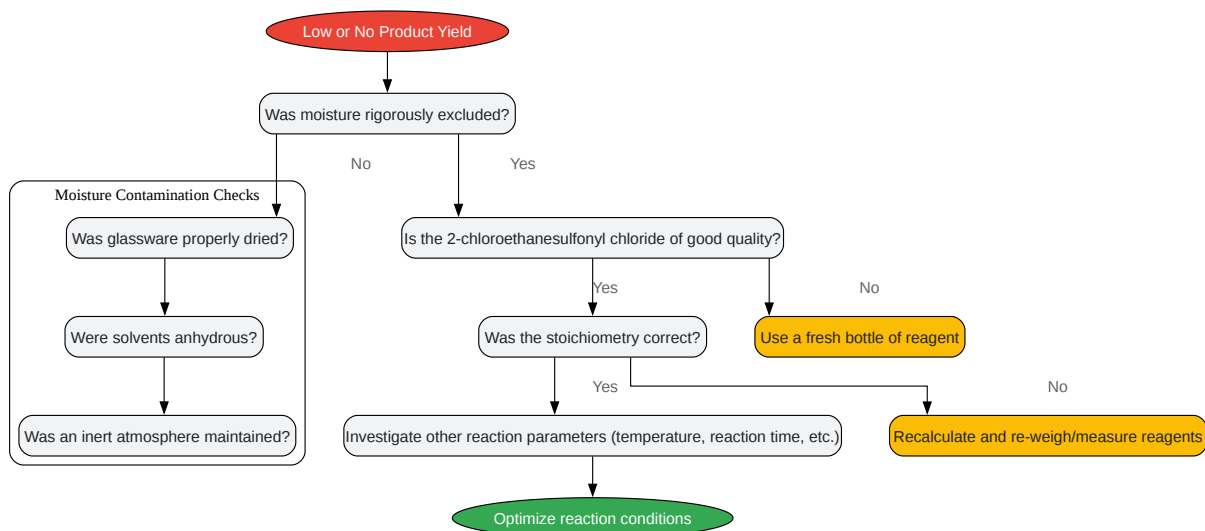 Low or No Product Yield
Was moisture rigorously excluded?
No
Yes
Moisture Contamination Checks
Was glassware properly dried?
Is the 2-chloroethanesulfonyl chloride of good quality?
Yes
No
Were solvents anhydrous?
Was the stoichiometry correct?
Use a fresh bottle of reagent
Yes
No
Was an inert atmosphere maintained?
Investigate other reaction parameters (temperature, reaction time, etc.)
Recalculate and re-weigh/measure reagents
Optimize reaction conditions